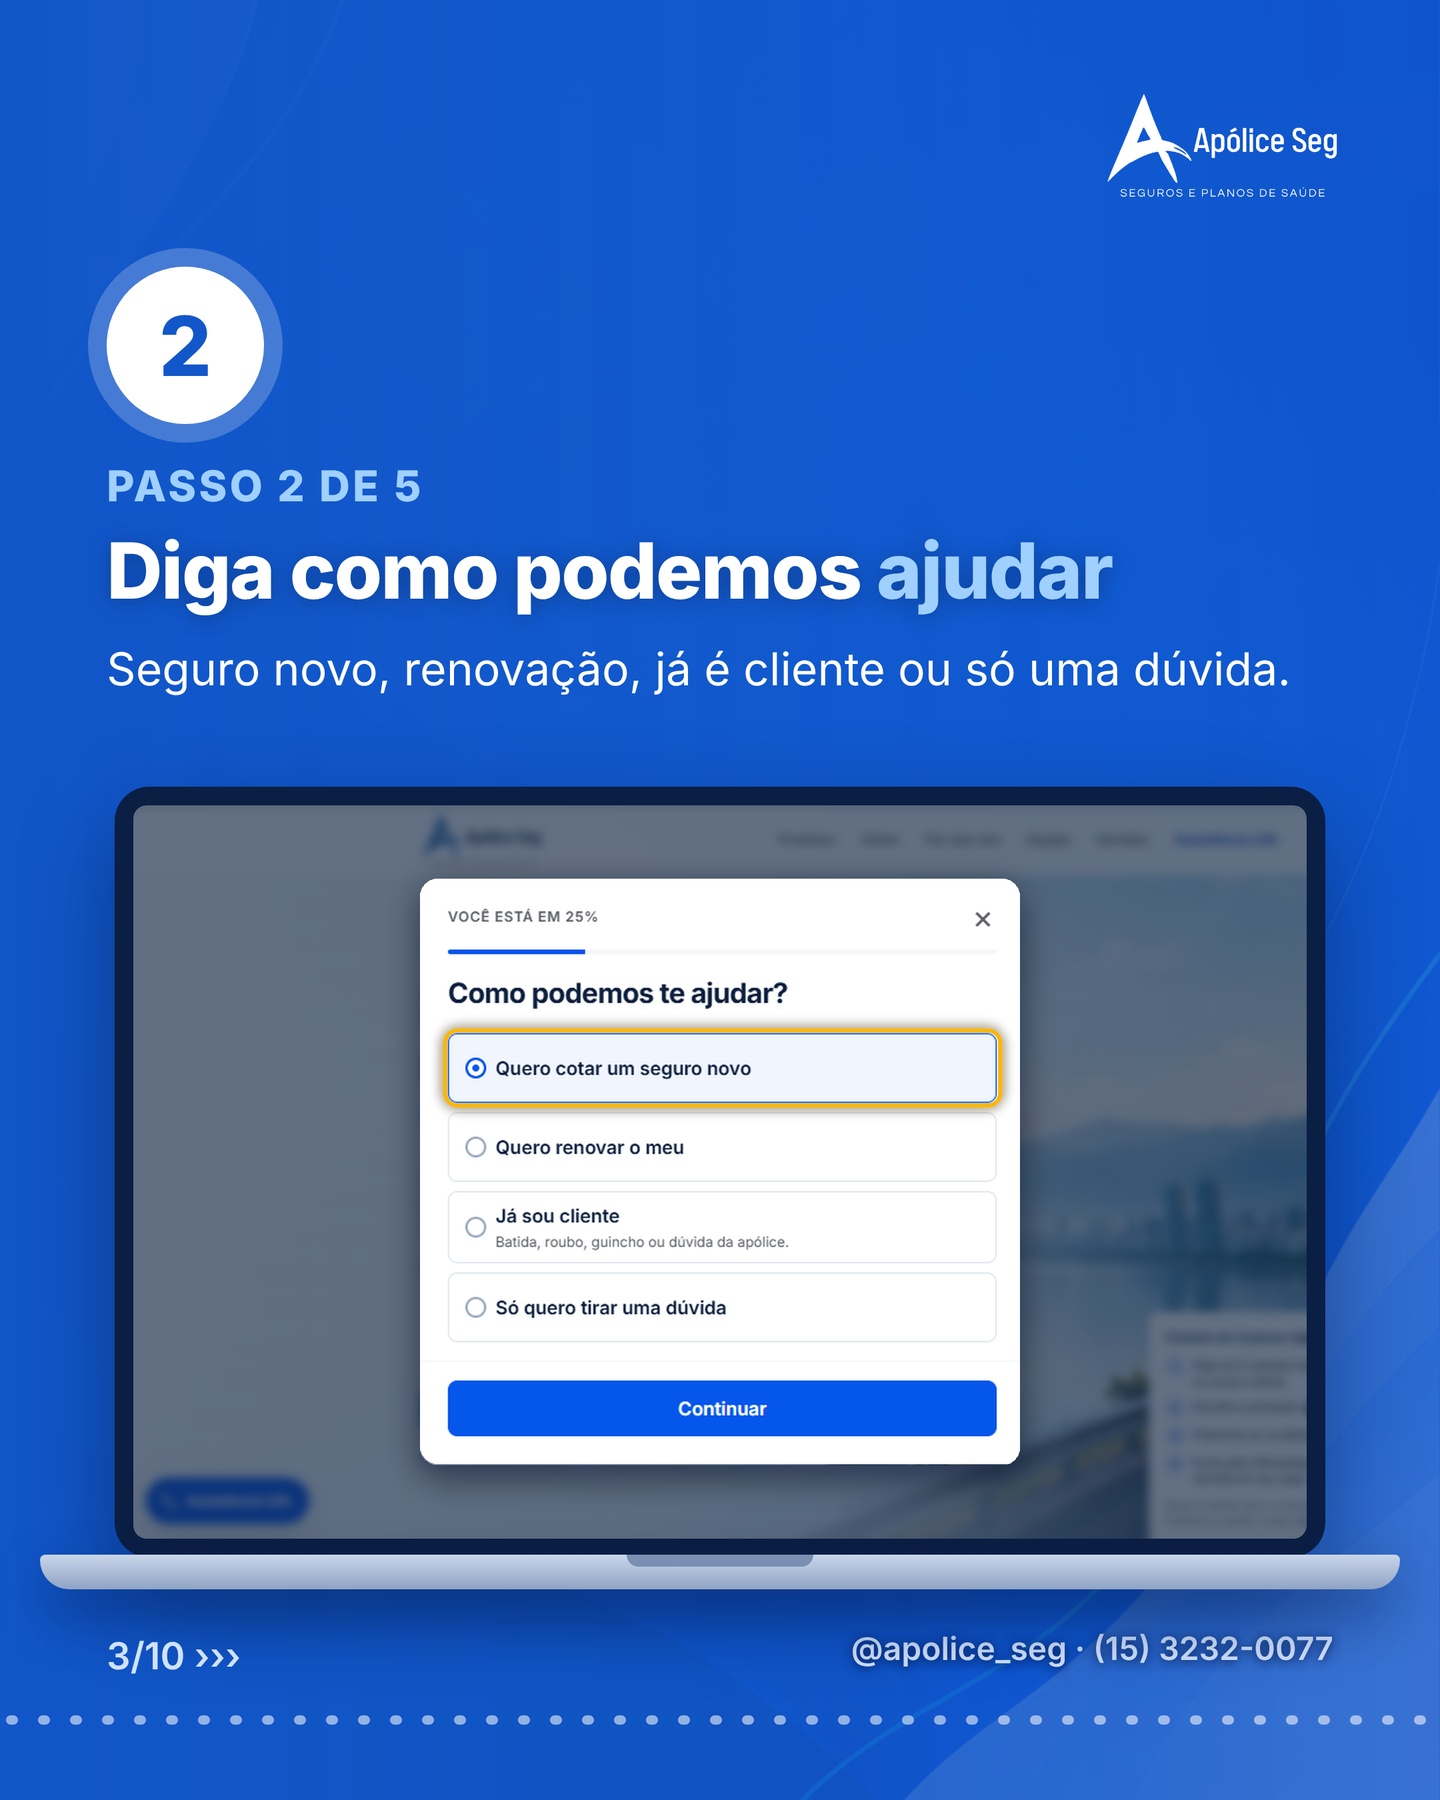 Apólice Seg
SEGUROS E PLANOS DE SAÚDE
2
PASSO 2 DE 5
Diga como podemos ajudar
Seguro novo, renovação, já é cliente ou só uma dúvida.
Apólice Seg
VOCÊ ESTÁ EM 25%
Como podemos te ajudar?
Quero cotar um seguro novo
Quero renovar o meu
Já sou cliente
Batida, roubo, guincho ou dúvida da apólice.
Só quero tirar uma dúvida
Continuar
3/10 ›››
@apolice_seg · (15) 3232-0077